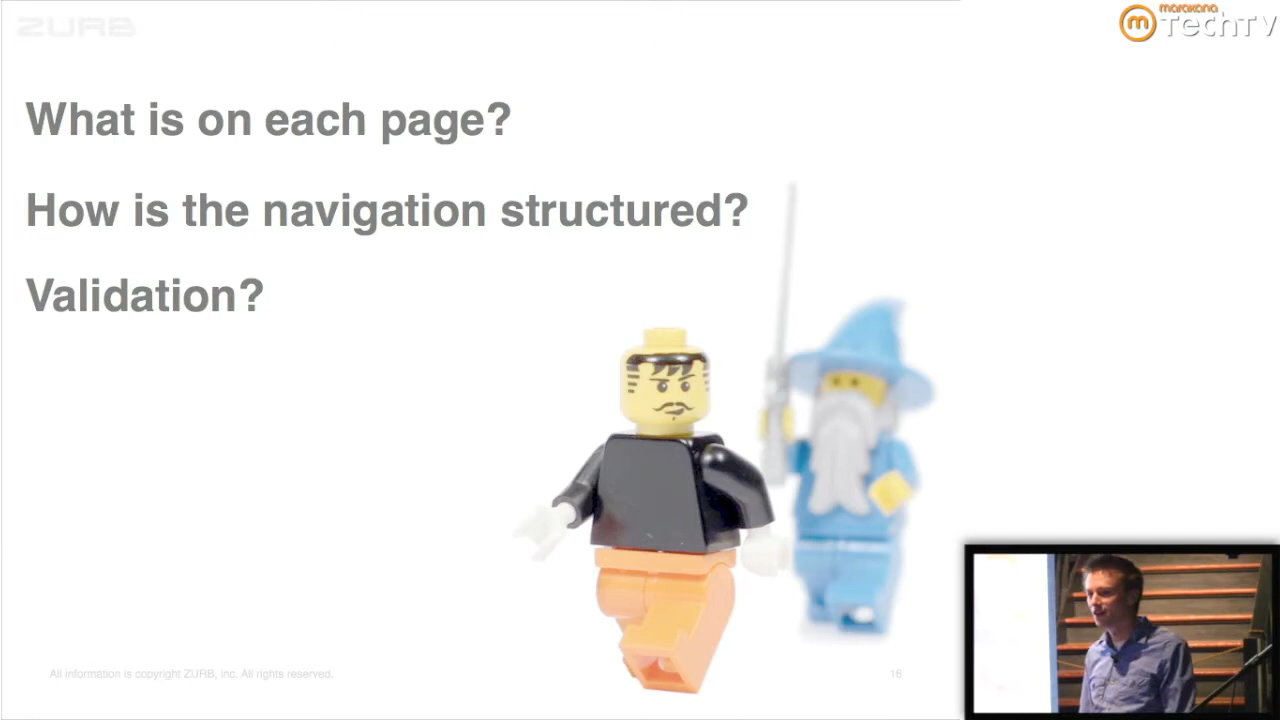 ZURB
marakana
m TechTV
What is on each page?
How is the navigation structured?
Validation?
All information is copyright ZURB, inc. All rights reserved.
16